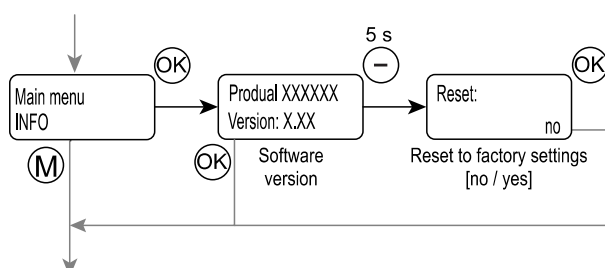 5 s
OK
−
OK
Main menu
INFO
Produal XXXXXX
Version: X.XX
Reset:
no
M
OK
Software
version
Reset to factory settings
[no / yes]